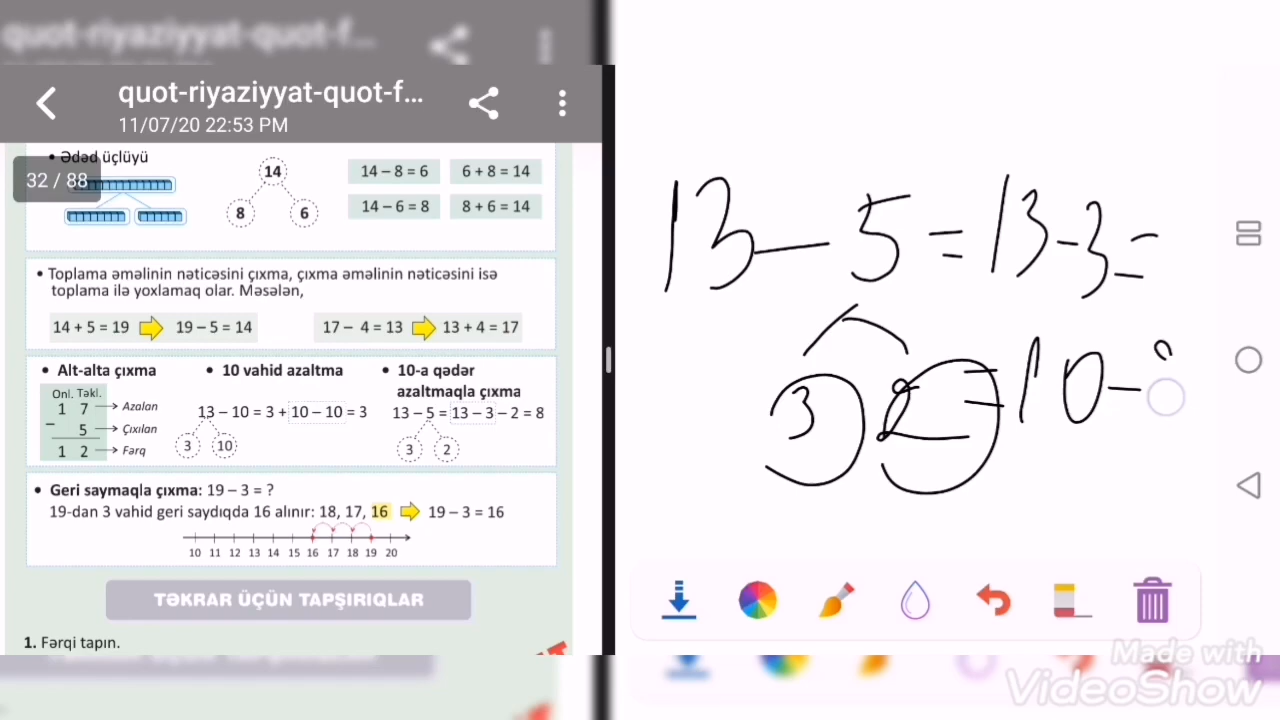 quot-riyaziyyat-quot-f...
quot-riyaziyyat-quot-f...
11/07/20 22:53 PM
32 / 88
• Ədəd üçlüyü
14
8 6
14 – 8 = 6 6 + 8 = 14
14 – 6 = 8 8 + 6 = 14
• Toplama əməlinin nəticəsini çıxma, çıxma əməlinin nəticəsini isə
toplama ilə yoxlamaq olar. Məsələn,
14 + 5 = 19 19 – 5 = 14 17 – 4 = 13 13 + 4 = 17
• Alt-alta çıxma
Onl. Təkl.
1 7 Azalan
– 5 Çıxılan
1 2 Fərq
• 10 vahid azaltma
13 – 10 = 3 + 10 – 10 = 3
3 10
• 10-a qədər
azaltmaqla çıxma
13 – 5 = 13 – 3 – 2 = 8
3 2
• Geri saymaqla çıxma: 19 – 3 = ?
19-dan 3 vahid geri saydıqda 16 alınır: 18, 17, 16 19 – 3 = 16
10 11 12 13 14 15 16 17 18 19 20
TƏKRAR ÜÇÜN TAPŞIRIQLAR
1. Fərqi tapın.
13 – 5 = 13 - 3 =
3 2 = 10 –
Made with
VideoShow